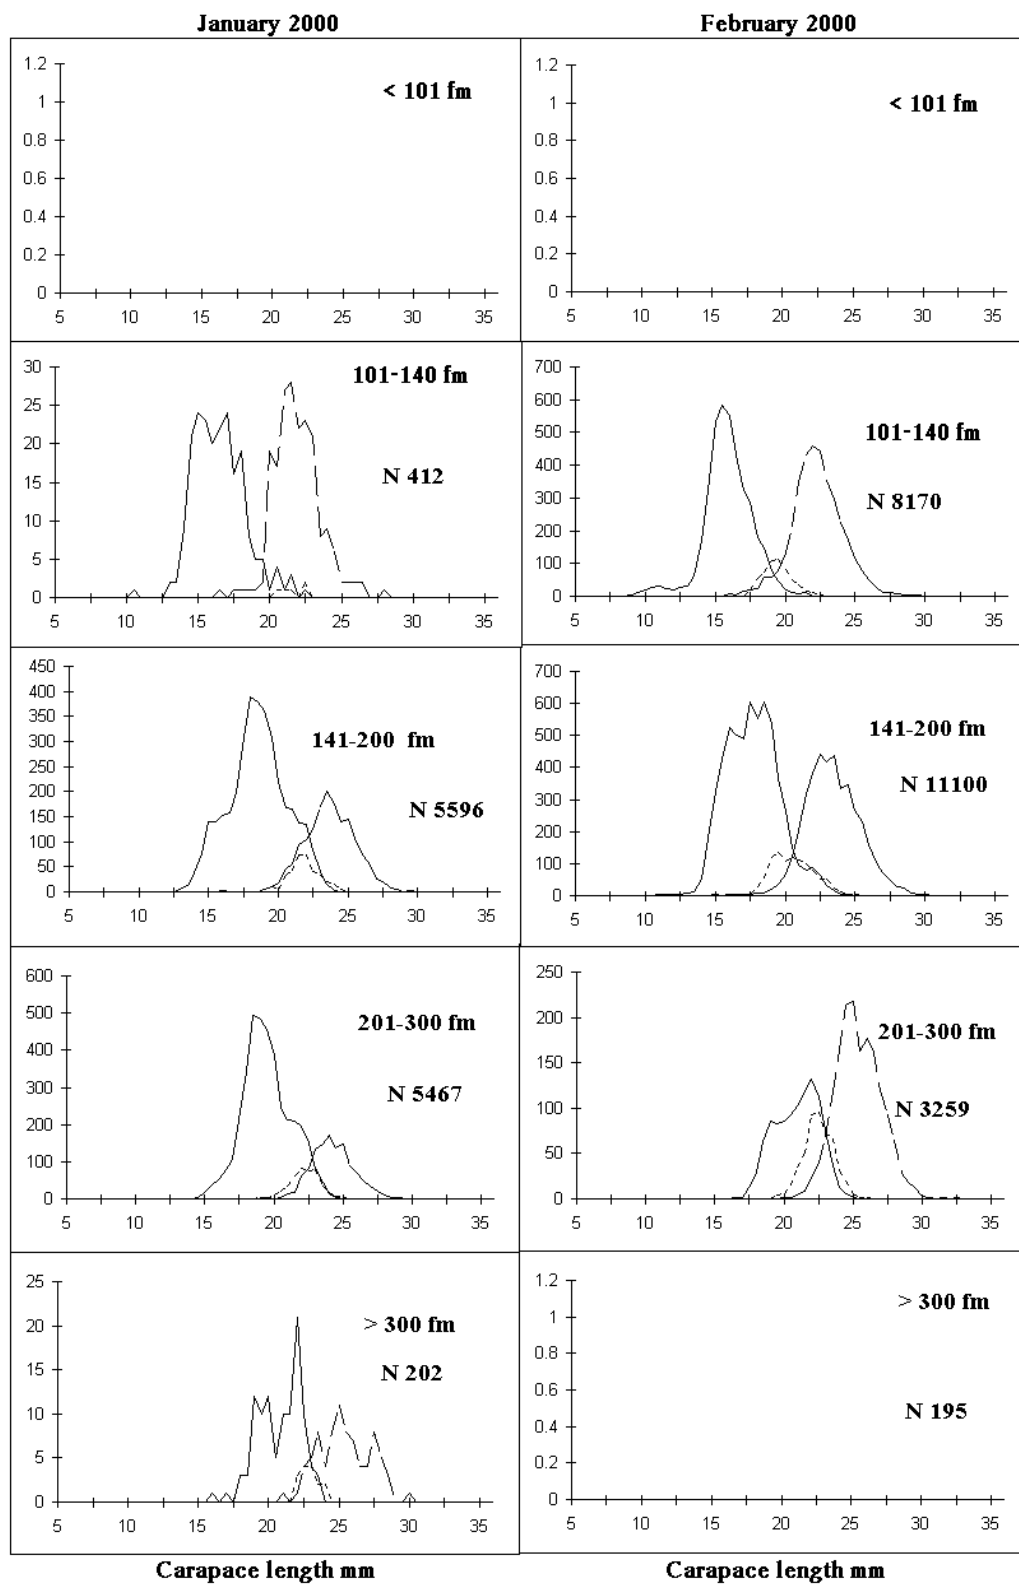 January 2000
February 2000
1.2
1
0.8
0.6
0.4
0.2
0
< 101 fm
5 10 15 20 25 30 35
1.2
1
0.8
0.6
0.4
0.2
0
< 101 fm
5 10 15 20 25 30 35
30
25
20
15
10
5
0
101-140 fm
N 412
5 10 15 20 25 30 35
700
600
500
400
300
200
100
0
101-140 fm
N 8170
5 10 15 20 25 30 35
450
400
350
300
250
200
150
100
50
0
141-200 fm
N 5596
5 10 15 20 25 30 35
700
600
500
400
300
200
100
0
141-200 fm
N 11100
5 10 15 20 25 30 35
600
500
400
300
200
100
0
201-300 fm
N 5467
5 10 15 20 25 30 35
250
200
150
100
50
0
201-300 fm
N 3259
5 10 15 20 25 30 35
25
20
15
10
5
0
> 300 fm
N 202
5 10 15 20 25 30 35
1.2
1
0.8
0.6
0.4
0.2
0
> 300 fm
N 195
5 10 15 20 25 30 35
Carapace length mm
Carapace length mm